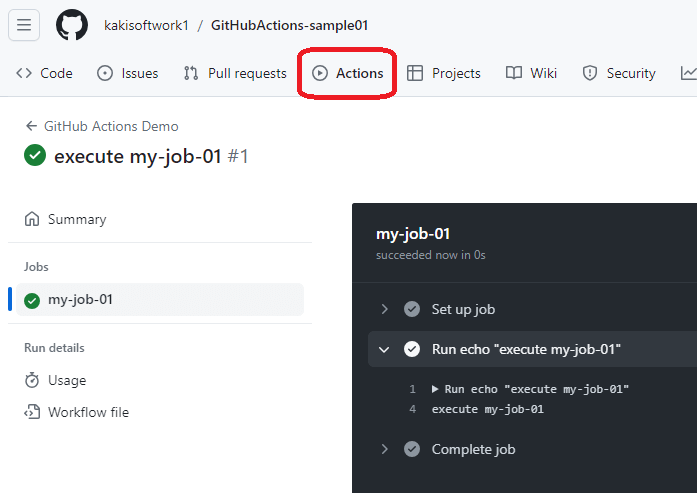 kakisoftwork1 / GitHubActions-sample01
Code Issues Pull requests Actions Projects Wiki Security
GitHub Actions Demo
execute my-job-01 #1
Summary
Jobs
my-job-01
Run details
Usage
Workflow file
my-job-01
succeeded now in 0s
Set up job
Run echo "execute my-job-01"
1 Run echo "execute my-job-01"
4 execute my-job-01
Complete job